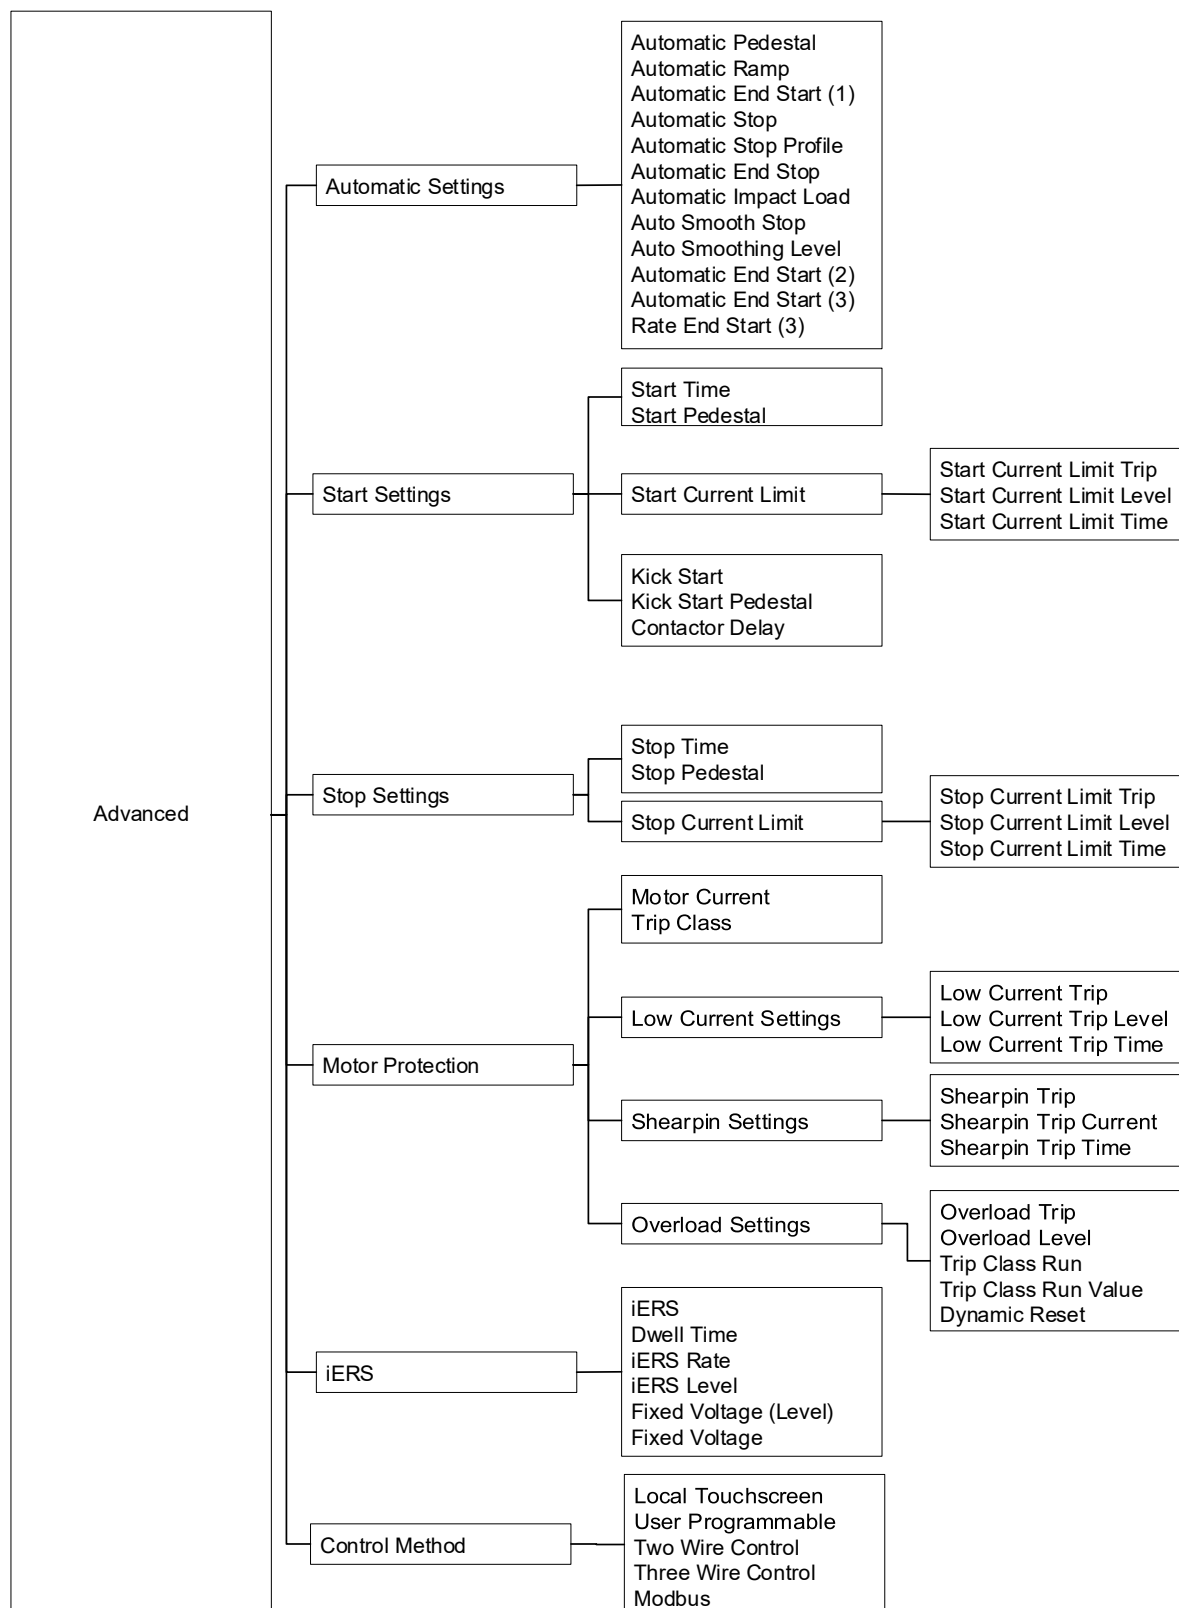 Advanced
Automatic Settings
Automatic Pedestal
Automatic Ramp
Automatic End Start (1)
Automatic Stop
Automatic Stop Profile
Automatic End Stop
Automatic Impact Load
Auto Smooth Stop
Auto Smoothing Level
Automatic End Start (2)
Automatic End Start (3)
Rate End Start (3)
Start Settings
Start Time
Start Pedestal
Start Current Limit
Start Current Limit Trip
Start Current Limit Level
Start Current Limit Time
Kick Start
Kick Start Pedestal
Contactor Delay
Stop Settings
Stop Time
Stop Pedestal
Stop Current Limit
Stop Current Limit Trip
Stop Current Limit Level
Stop Current Limit Time
Motor Protection
Motor Current
Trip Class
Low Current Settings
Low Current Trip
Low Current Trip Level
Low Current Trip Time
Shearpin Settings
Shearpin Trip
Shearpin Trip Current
Shearpin Trip Time
Overload Settings
Overload Trip
Overload Level
Trip Class Run
Trip Class Run Value
Dynamic Reset
iERS
iERS
Dwell Time
iERS Rate
iERS Level
Fixed Voltage (Level)
Fixed Voltage
Control Method
Local Touchscreen
User Programmable
Two Wire Control
Three Wire Control
Modbus